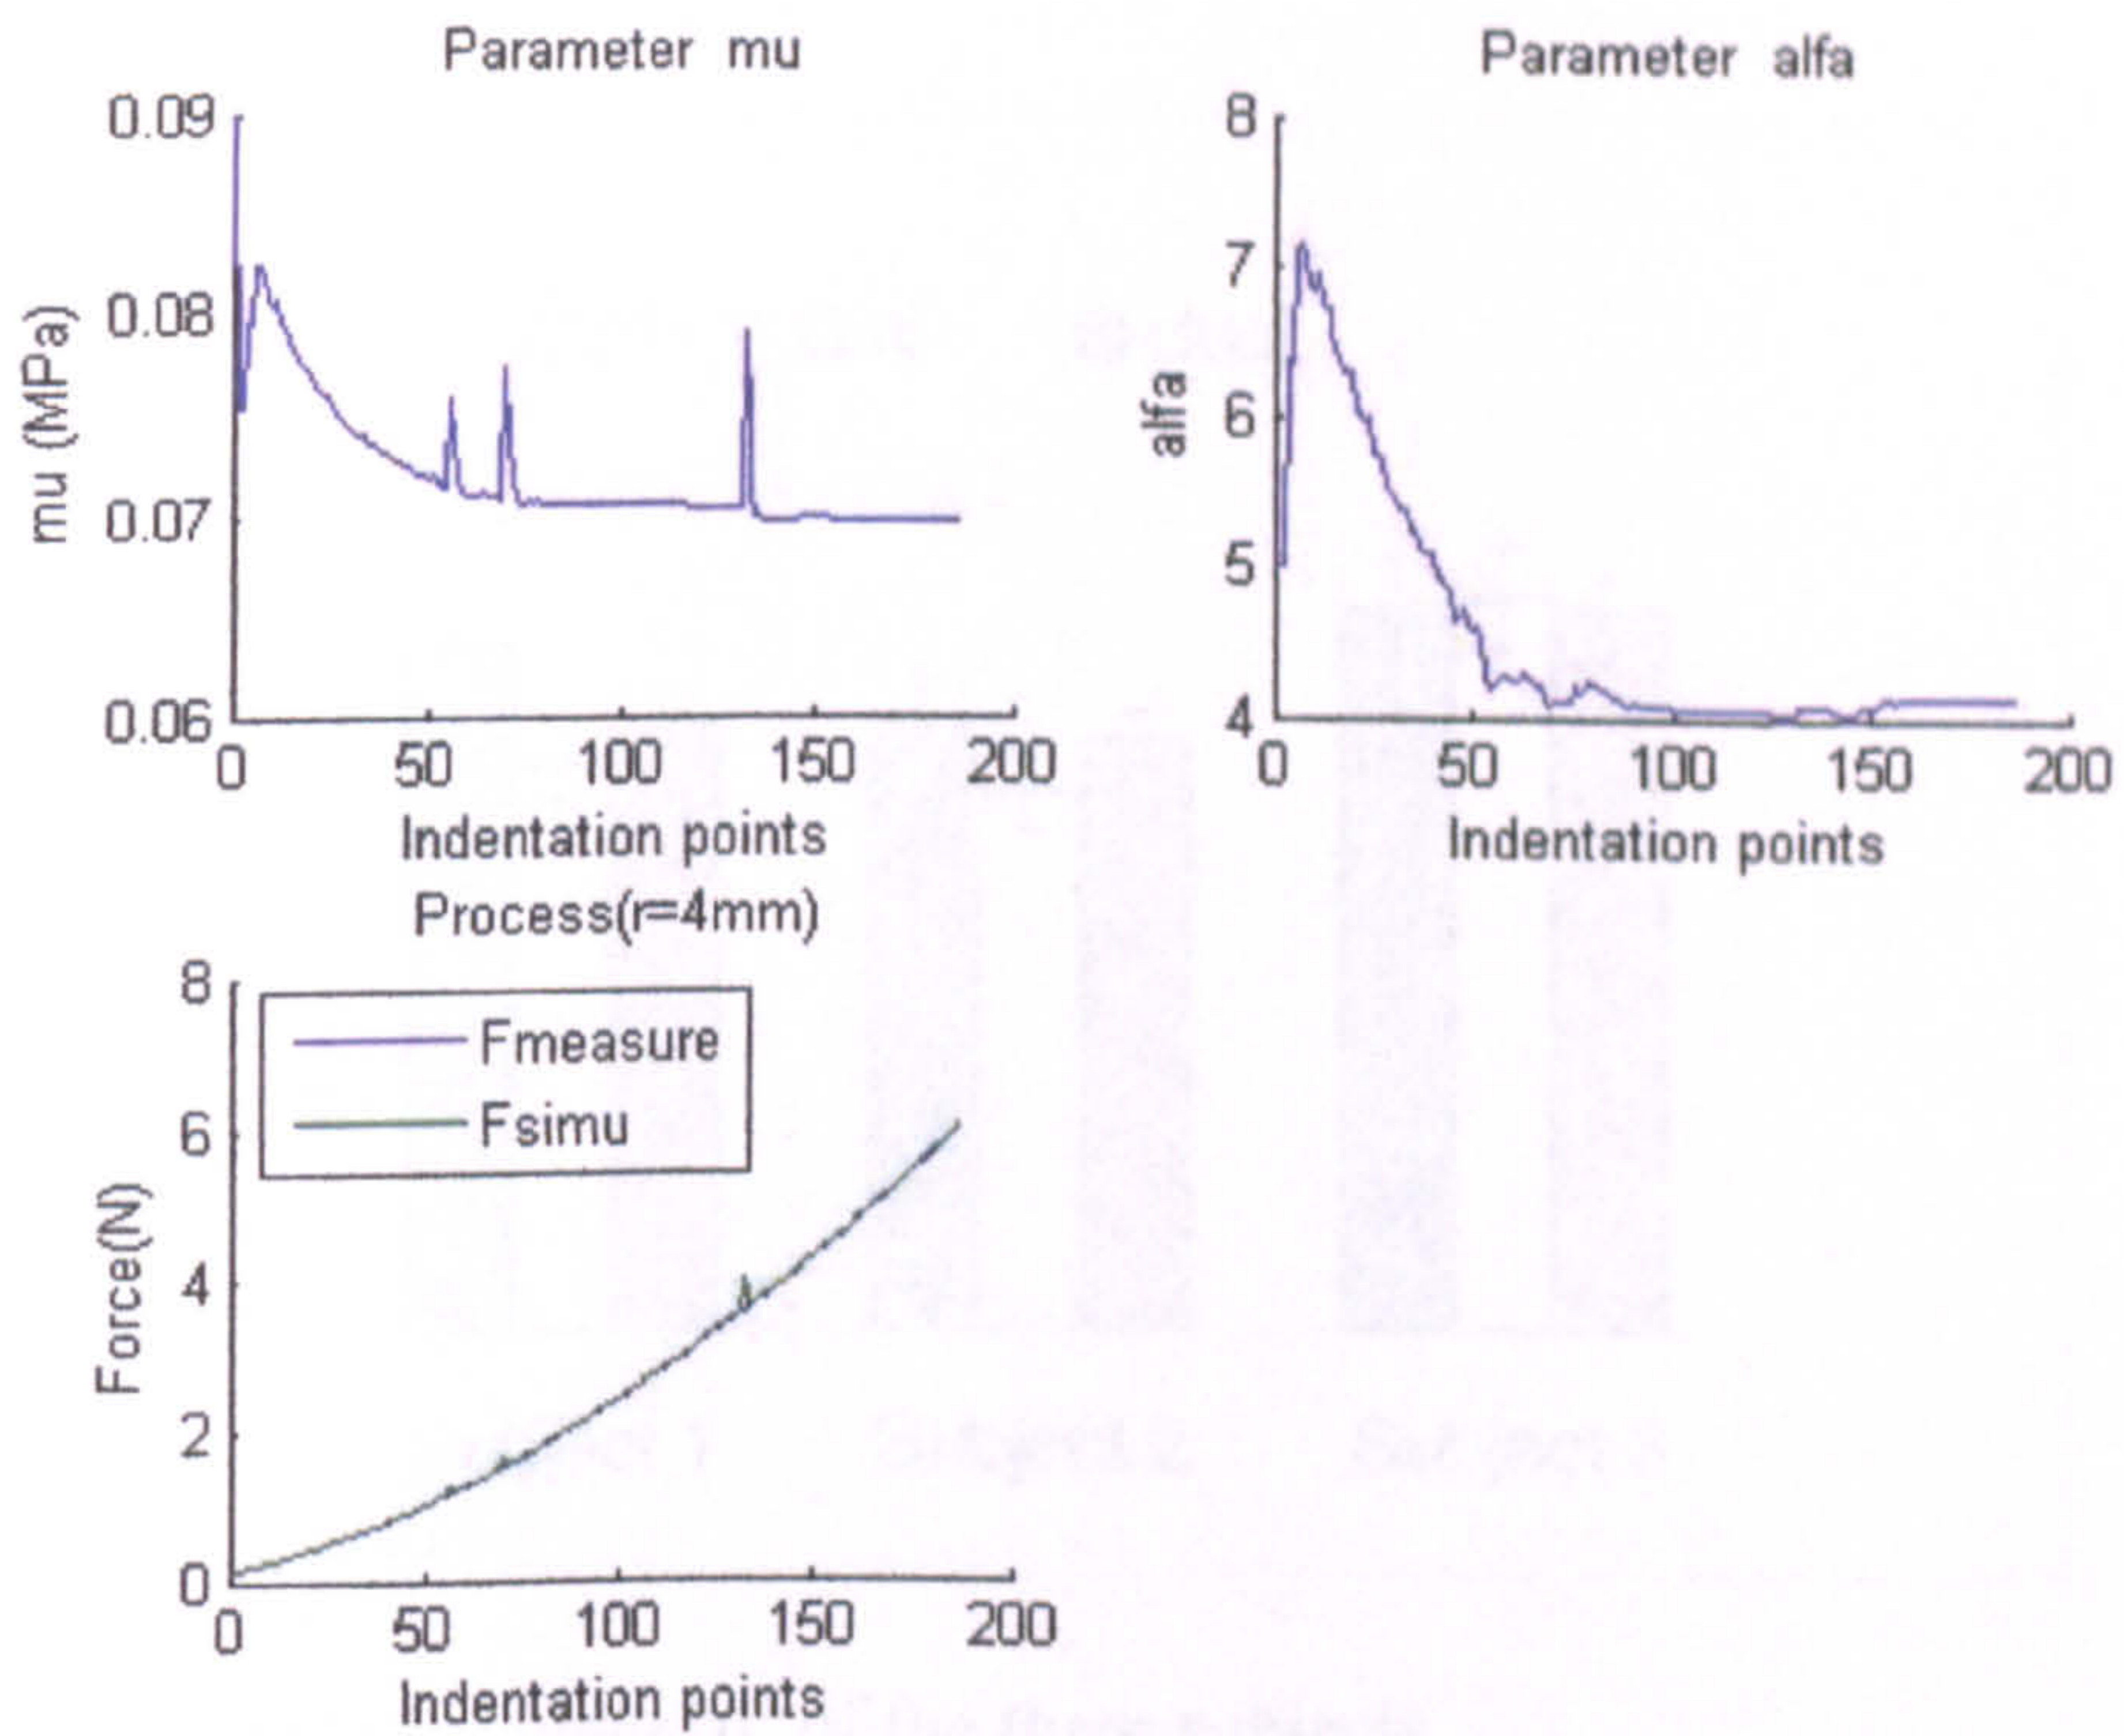 Parameter mu
0.09
0.08
0.07
0.06
mu (MPa)
0 50 100 150 200
Indentation points
Parameter alfa
8
7
6
5
4
alfa
0 50 100 150 200
Indentation points
Process(r=4mm)
8
6
4
2
0
Force(N)
Fmeasure
Fsimu
0 50 100 150 200
Indentation points